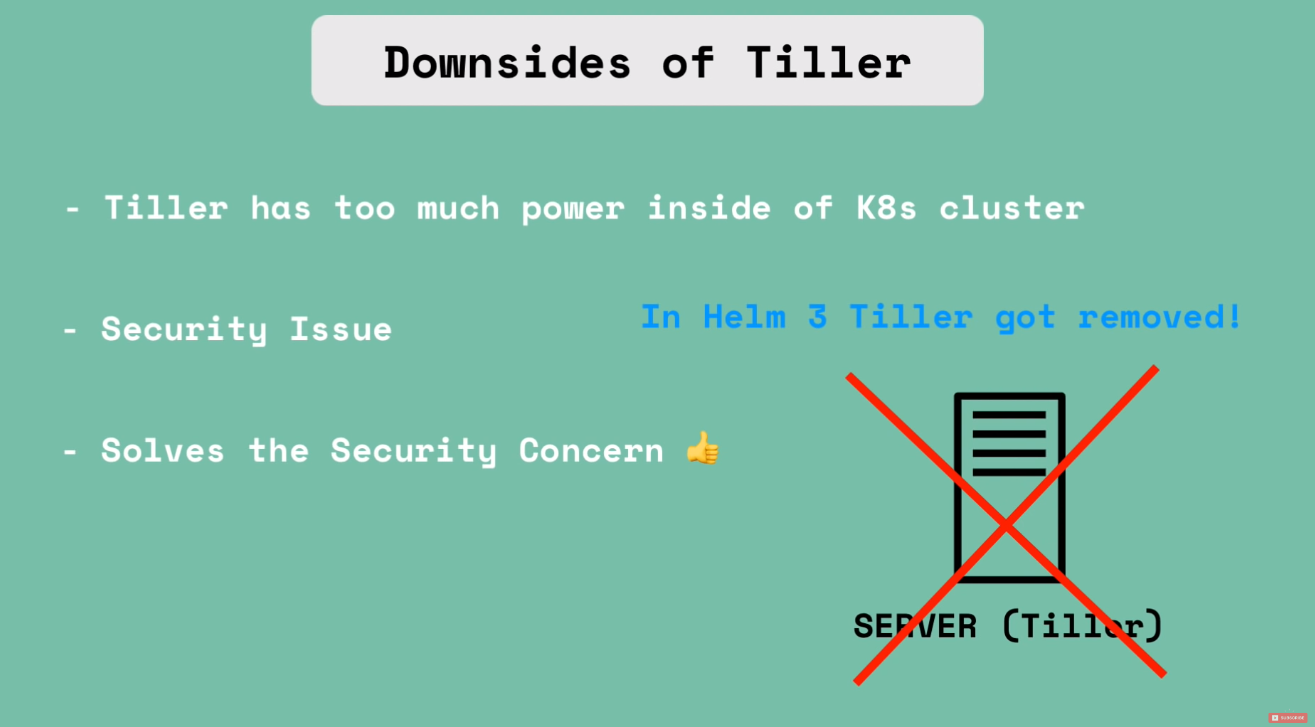 Downsides of Tiller
- Tiller has too much power inside of K8s cluster
- Security Issue
In Helm 3 Tiller got removed!
- Solves the Security Concern 👍
SERVER (Tiller)
SUBSCRIBE